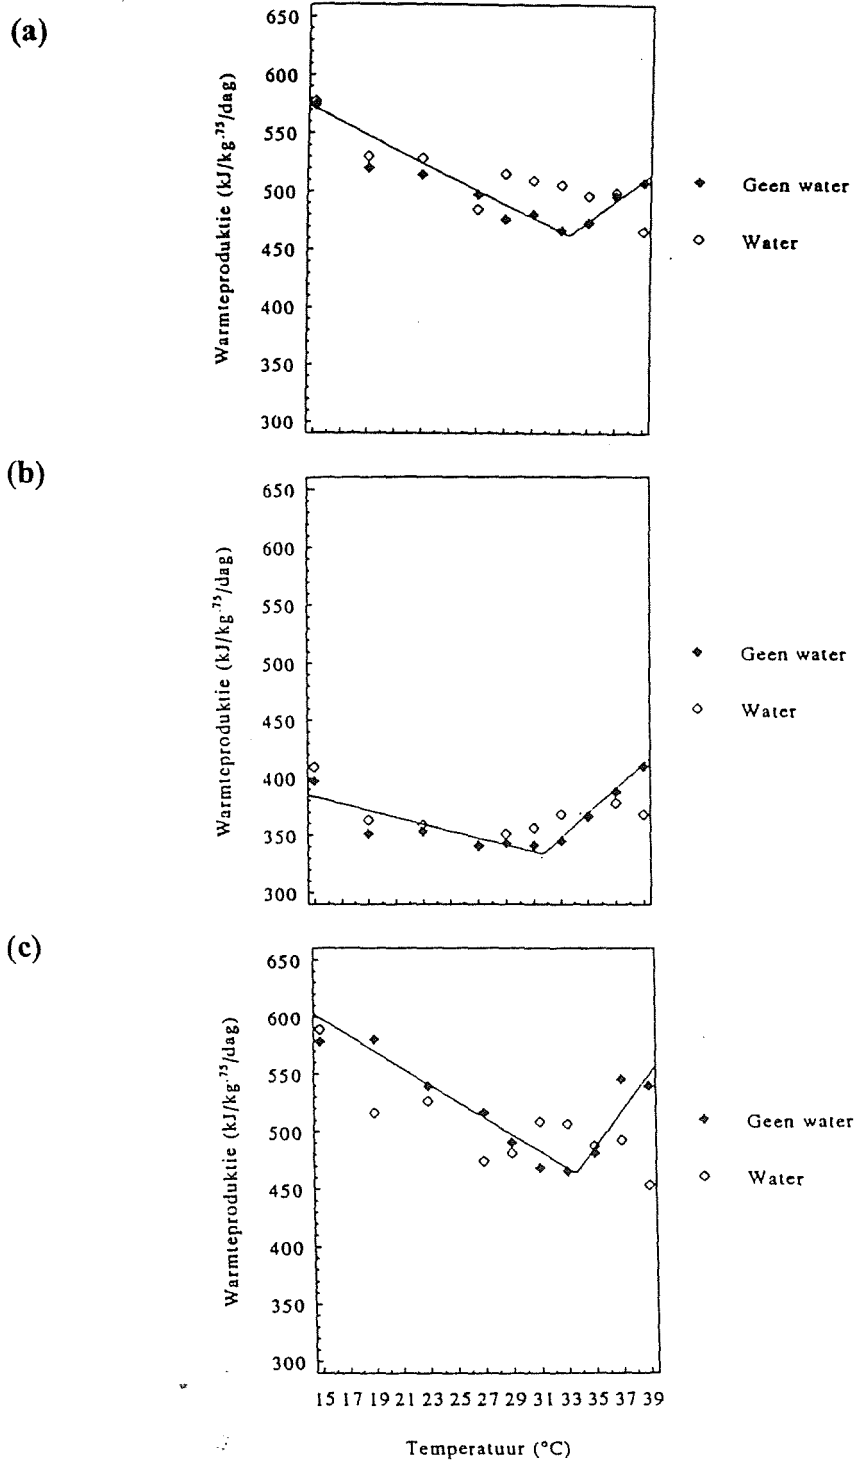 (a)
650
600
550
500
450
400
350
300
Warmteproduktie (kJ/kg.75/dag)
Geen water
Water
(b)
650
600
550
500
450
400
350
300
Warmteproduktie (kJ/kg.75/dag)
Geen water
Water
(c)
650
600
550
500
450
400
350
300
Warmteproduktie (kJ/kg.75/dag)
Geen water
Water
15 17 19 21 23 25 27 29 31 33 35 37 39
Temperatuur (°C)